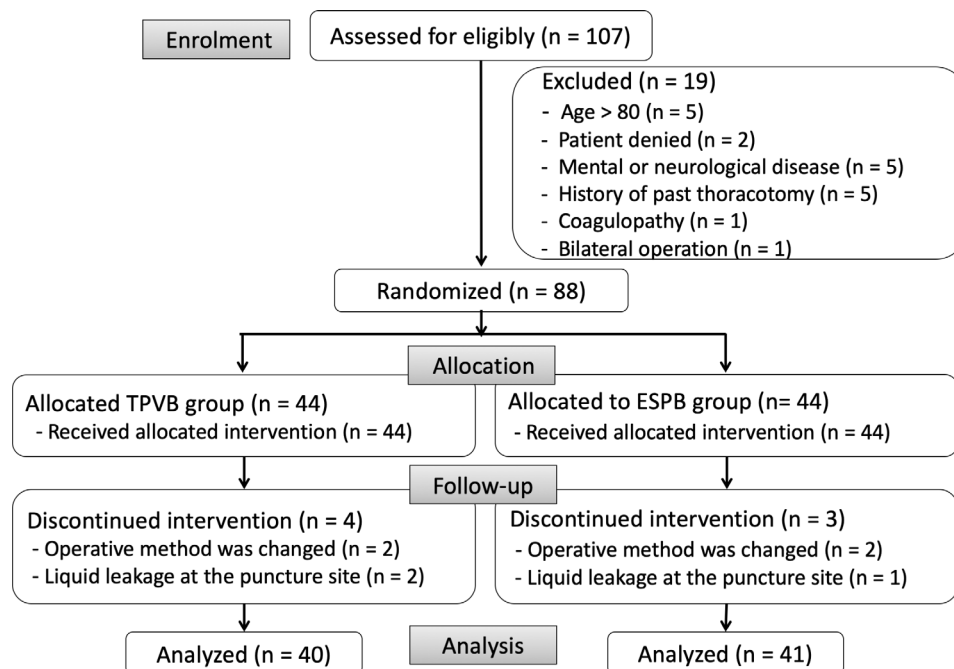 Enrolment
Assessed for eligibly (n = 107)
Excluded (n = 19)
- Age > 80 (n = 5)
- Patient denied (n = 2)
- Mental or neurological disease (n = 5)
- History of past thoracotomy (n = 5)
- Coagulopathy (n = 1)
- Bilateral operation (n = 1)
Randomized (n = 88)
Allocation
Allocated TPVB group (n = 44)
- Received allocated intervention (n = 44)
Allocated to ESPB group (n= 44)
- Received allocated intervention (n = 44)
Follow-up
Discontinued intervention (n = 4)
- Operative method was changed (n = 2)
- Liquid leakage at the puncture site (n = 2)
Discontinued intervention (n = 3)
- Operative method was changed (n = 2)
- Liquid leakage at the puncture site (n = 1)
Analysis
Analyzed (n = 40)
Analyzed (n = 41)